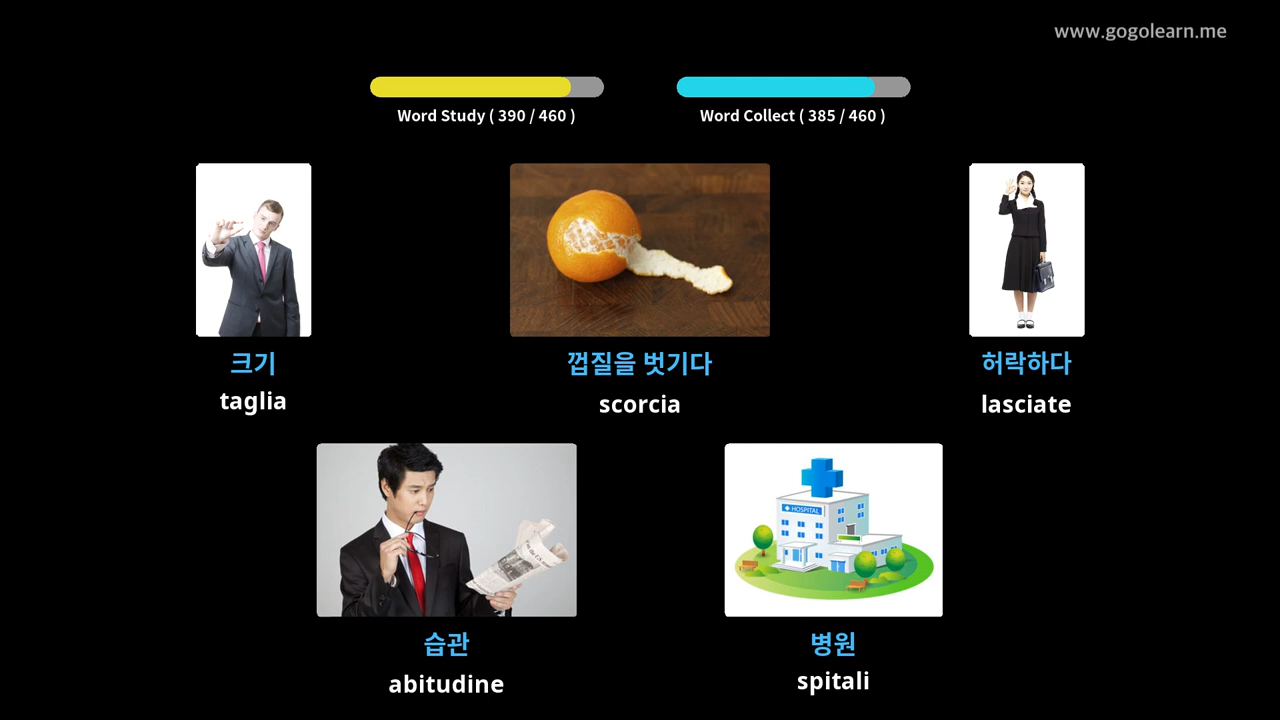 www.gogolearn.me
Word Study ( 390 / 460 )
Word Collect ( 385 / 460 )
크기
taglia
껍질을 벗기다
scorcia
허락하다
lasciate
HOSPITAL
습관
abitudine
병원
spitali